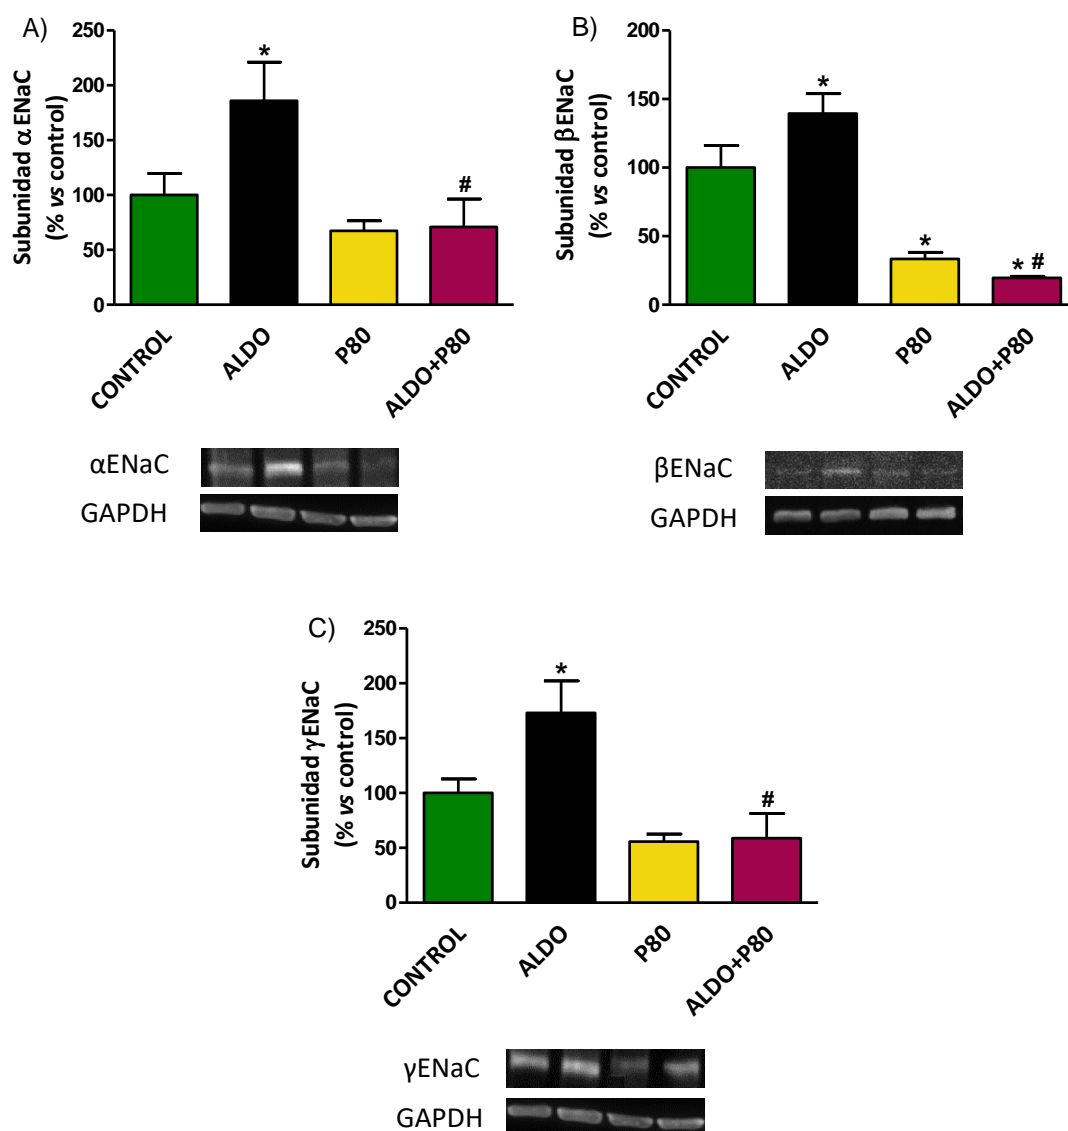 A)
Subunidad α ENaC
(% vs control)
250
200
150
100
50
0
*
#
CONTROL
ALDO
P80
ALDO+P80
αENaC
GAPDH
B)
Subunidad βENaC
(% vs control)
200
150
100
50
0
*
*
* #
CONTROL
ALDO
P80
ALDO+P80
βENaC
GAPDH
C)
Subunidad γENaC
(% vs control)
250
200
150
100
50
0
*
#
CONTROL
ALDO
P80
ALDO+P80
γENaC
GAPDH